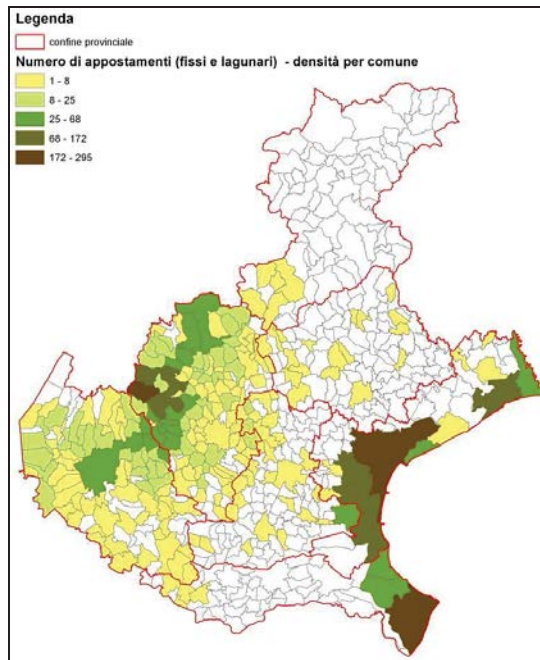 Legenda
confine provinciale
Numero di appostamenti (fissi e lagunari) - densità per comune
1 - 8
8 - 25
25 - 68
68 - 172
172 - 295